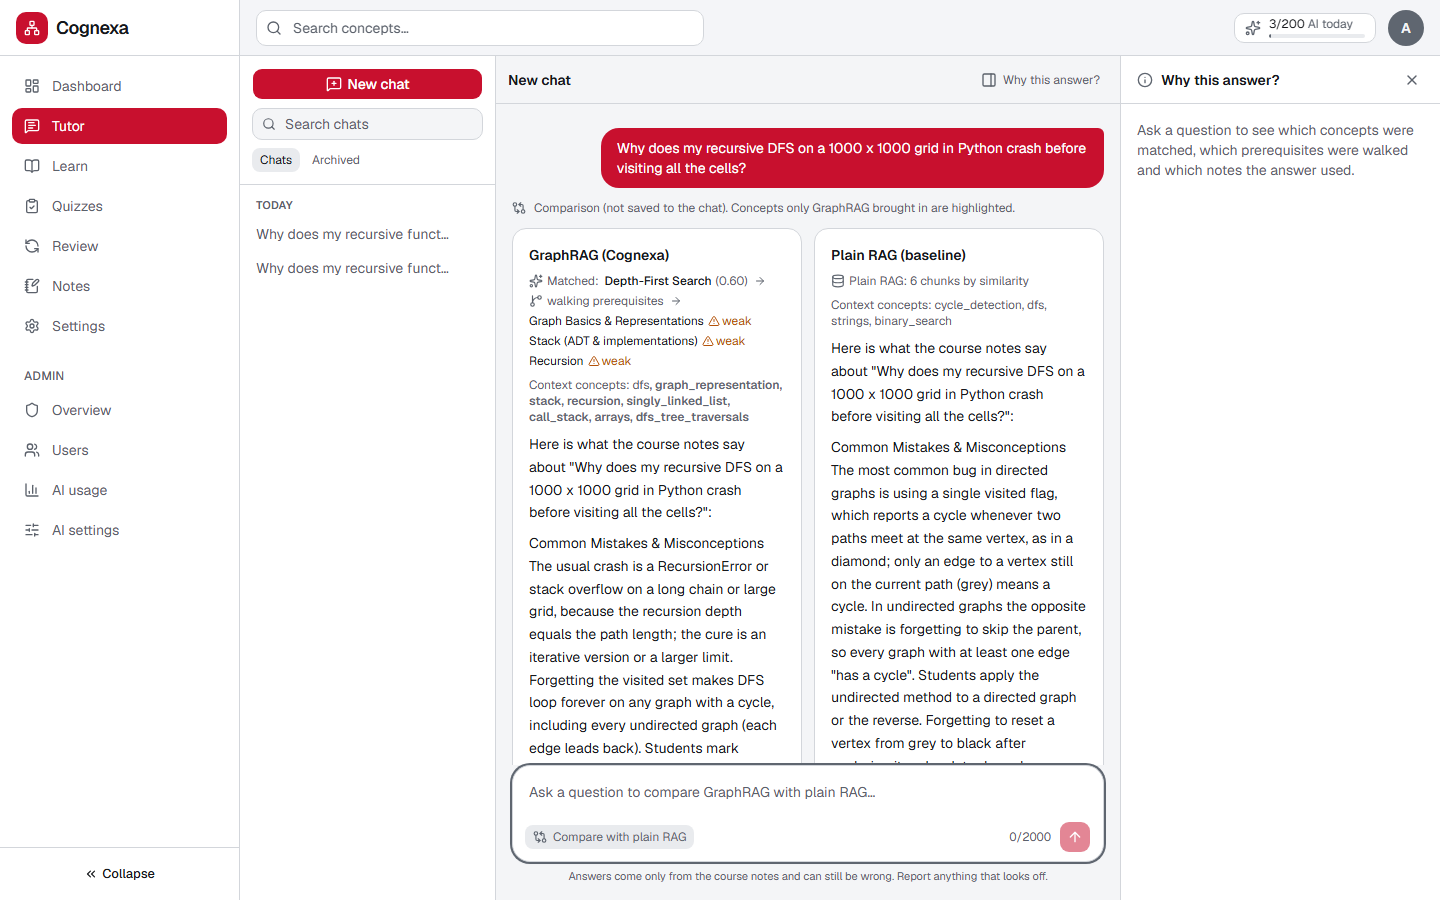 Cognexa
Search concepts...
3/200 AI today
A
Dashboard
Tutor
Learn
Quizzes
Review
Notes
Settings
ADMIN
Overview
Users
AI usage
AI settings
Collapse
New chat
Search chats
Chats
Archived
TODAY
Why does my recursive funct...
Why does my recursive funct...
New chat
Why this answer?
Why does my recursive DFS on a 1000 x 1000 grid in Python crash before
visiting all the cells?
Comparison (not saved to the chat). Concepts only GraphRAG brought in are highlighted.
GraphRAG (Cognexa)
Matched: Depth-First Search (0.60) →
walking prerequisites →
Graph Basics & Representations weak
Stack (ADT & implementations) weak
Recursion weak
Context concepts: dfs, graph_representation,
stack, recursion, singly_linked_list,
call_stack, arrays, dfs_tree_traversals
Here is what the course notes say
about "Why does my recursive DFS on a
1000 x 1000 grid in Python crash
before visiting all the cells?":
Common Mistakes & Misconceptions
The usual crash is a RecursionError or
stack overflow on a long chain or large
grid, because the recursion depth
equals the path length; the cure is an
iterative version or a larger limit.
Forgetting the visited set makes DFS
loop forever on any graph with a cycle,
including every undirected graph (each
edge leads back). Students mark
Plain RAG (baseline)
Plain RAG: 6 chunks by similarity
Context concepts: cycle_detection, dfs,
strings, binary_search
Here is what the course notes say
about "Why does my recursive DFS on a
1000 x 1000 grid in Python crash
before visiting all the cells?":
Common Mistakes & Misconceptions
The most common bug in directed
graphs is using a single visited flag,
which reports a cycle whenever two
paths meet at the same vertex, as in a
diamond; only an edge to a vertex still
on the current path (grey) means a
cycle. In undirected graphs the opposite
mistake is forgetting to skip the parent,
so every graph with at least one edge
"has a cycle". Students apply the
undirected method to a directed graph
or the reverse. Forgetting to reset a
vertex from grey to black after
Ask a question to compare GraphRAG with plain RAG...
Compare with plain RAG
0/2000
Answers come only from the course notes and can still be wrong. Report anything that looks off.
Why this answer?
Ask a question to see which concepts were
matched, which prerequisites were walked
and which notes the answer used.